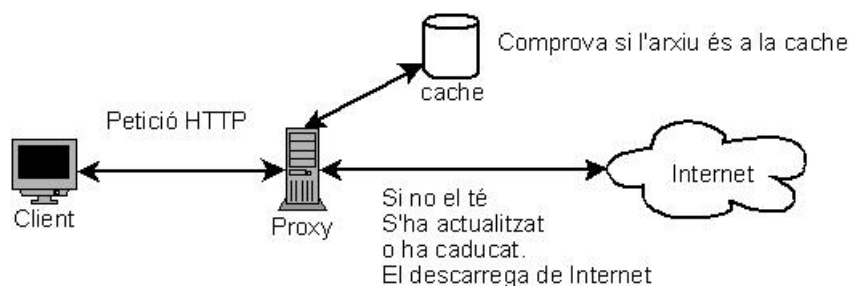 Comprova si l'arxiu és a la cache
cache
Petició HTTP
Internet
Client
Proxy
Si no el té
S'ha actualitzat
o ha caducat.
El descarrega de Internet